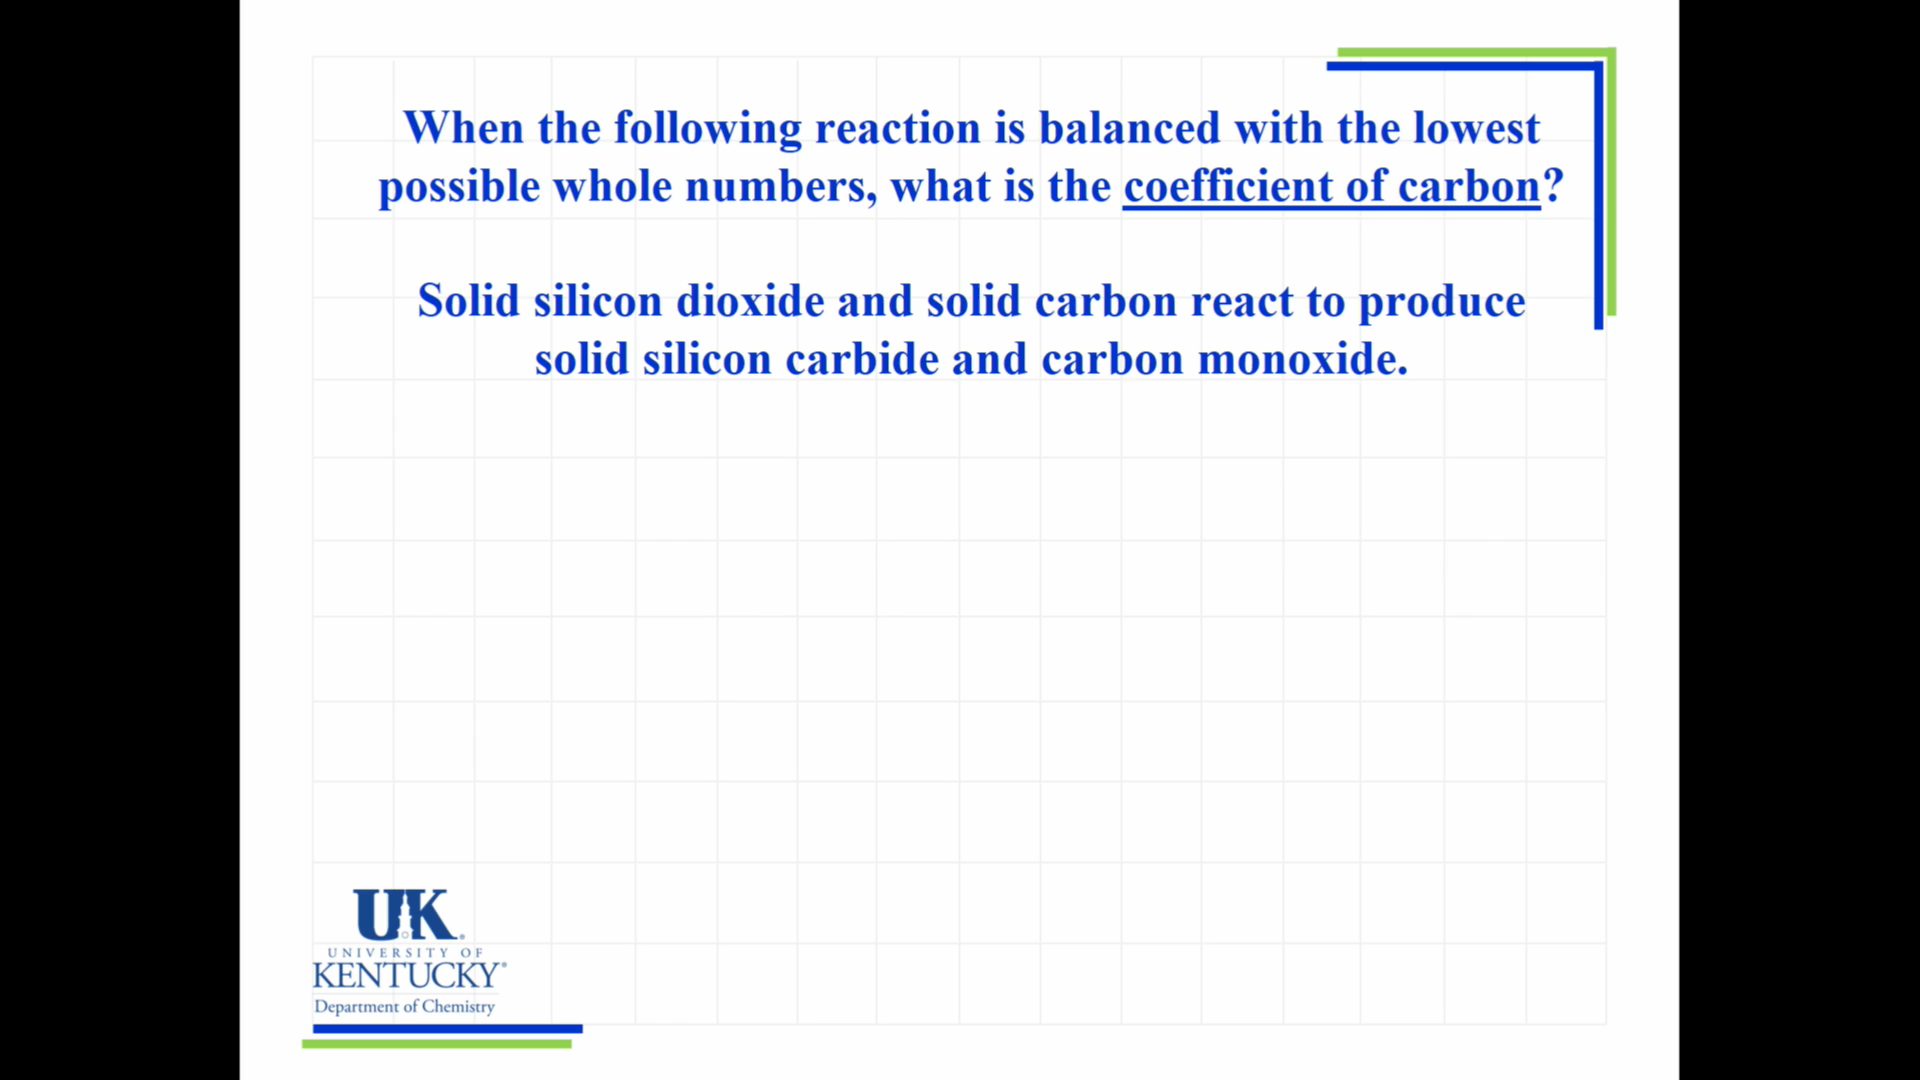 When the following reaction is balanced with the lowest
possible whole numbers, what is the coefficient of carbon?
Solid silicon dioxide and solid carbon react to produce
solid silicon carbide and carbon monoxide.
UK
UNIVERSITY OF
KENTUCKY®
Department of Chemistry